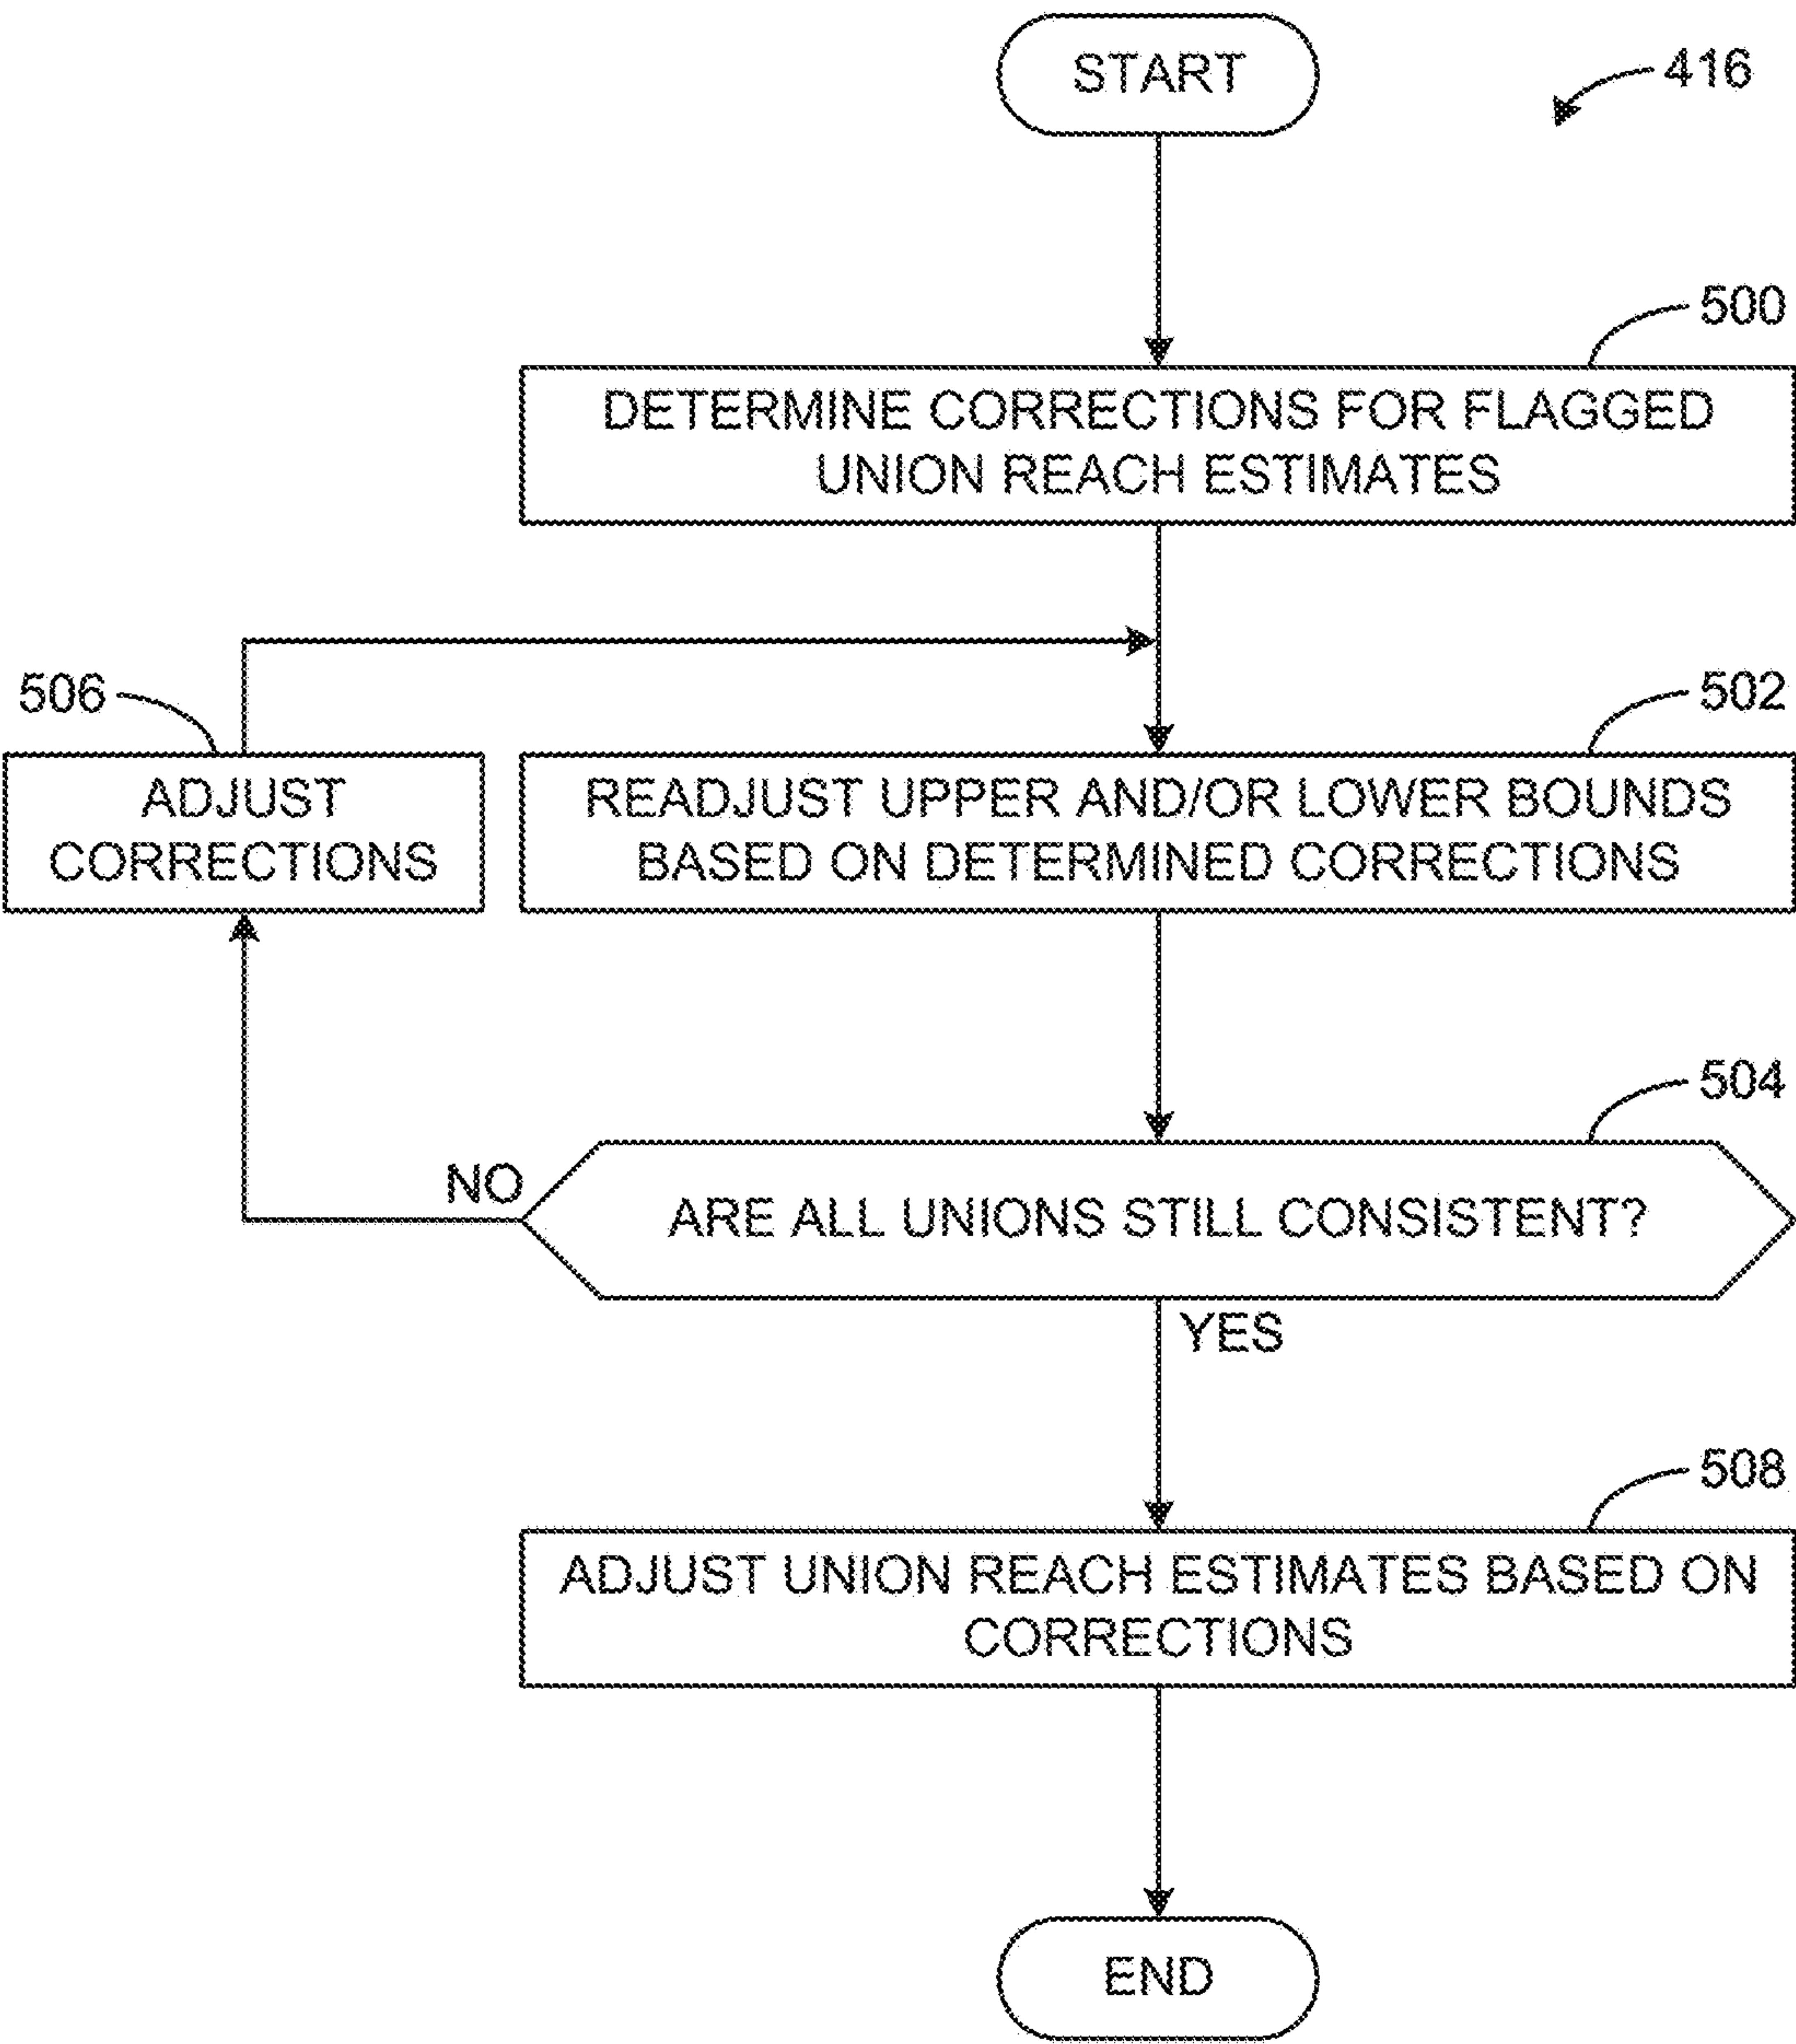 START
416
500
DETERMINE CORRECTIONS FOR FLAGGED
UNION REACH ESTIMATES
506
502
ADJUST
CORRECTIONS
READJUST UPPER AND/OR LOWER BOUNDS
BASED ON DETERMINED CORRECTIONS
504
NO
ARE ALL UNIONS STILL CONSISTENT?
YES
508
ADJUST UNION REACH ESTIMATES BASED ON
CORRECTIONS
END